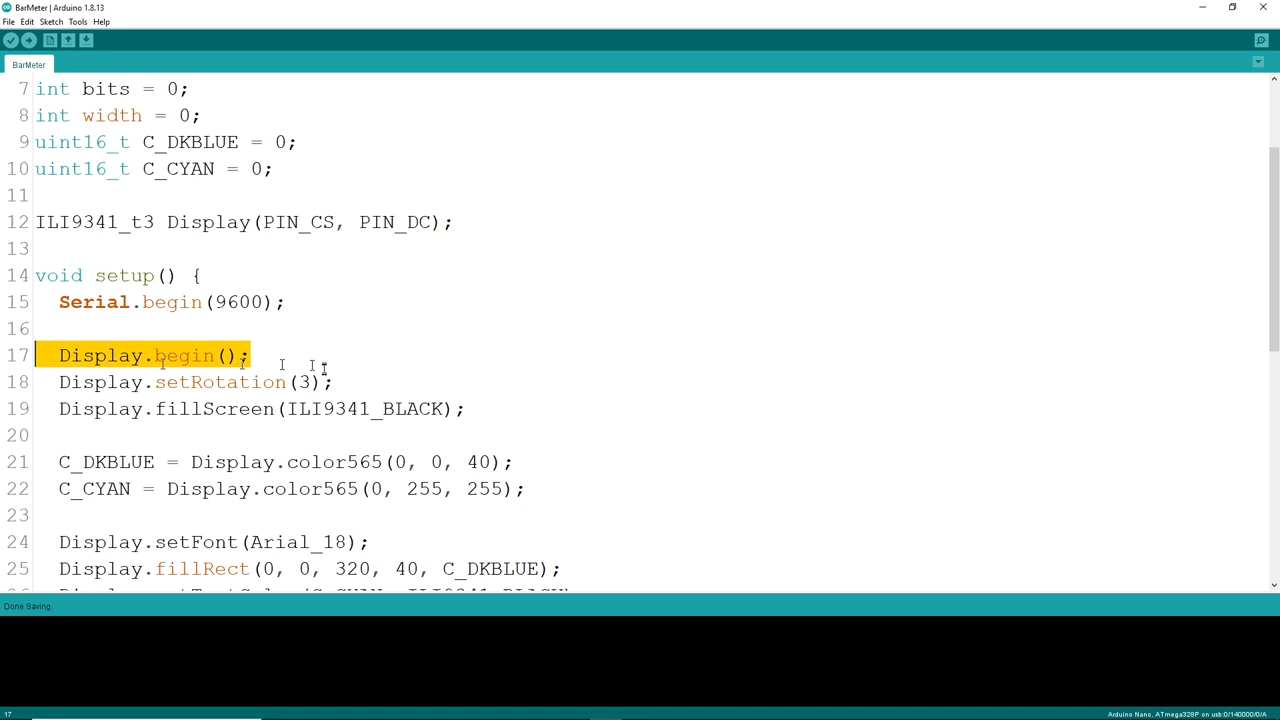 BarMeter | Arduino 1.8.13
File Edit Sketch Tools Help
BarMeter
7 int bits = 0;
8 int width = 0;
9 uint16_t C_DKBLUE = 0;
10 uint16_t C_CYAN = 0;
11
12 ILI9341_t3 Display(PIN_CS, PIN_DC);
13
14 void setup() {
15 Serial.begin(9600);
16
17 Display.begin();
18 Display.setRotation(3);
19 Display.fillScreen(ILI9341_BLACK);
20
21 C_DKBLUE = Display.color565(0, 0, 40);
22 C_CYAN = Display.color565(0, 255, 255);
23
24 Display.setFont(Arial_18);
25 Display.fillRect(0, 0, 320, 40, C_DKBLUE);
Done Saving.
17
Arduino Nano, ATmega328P on usb:0/140000/0/A